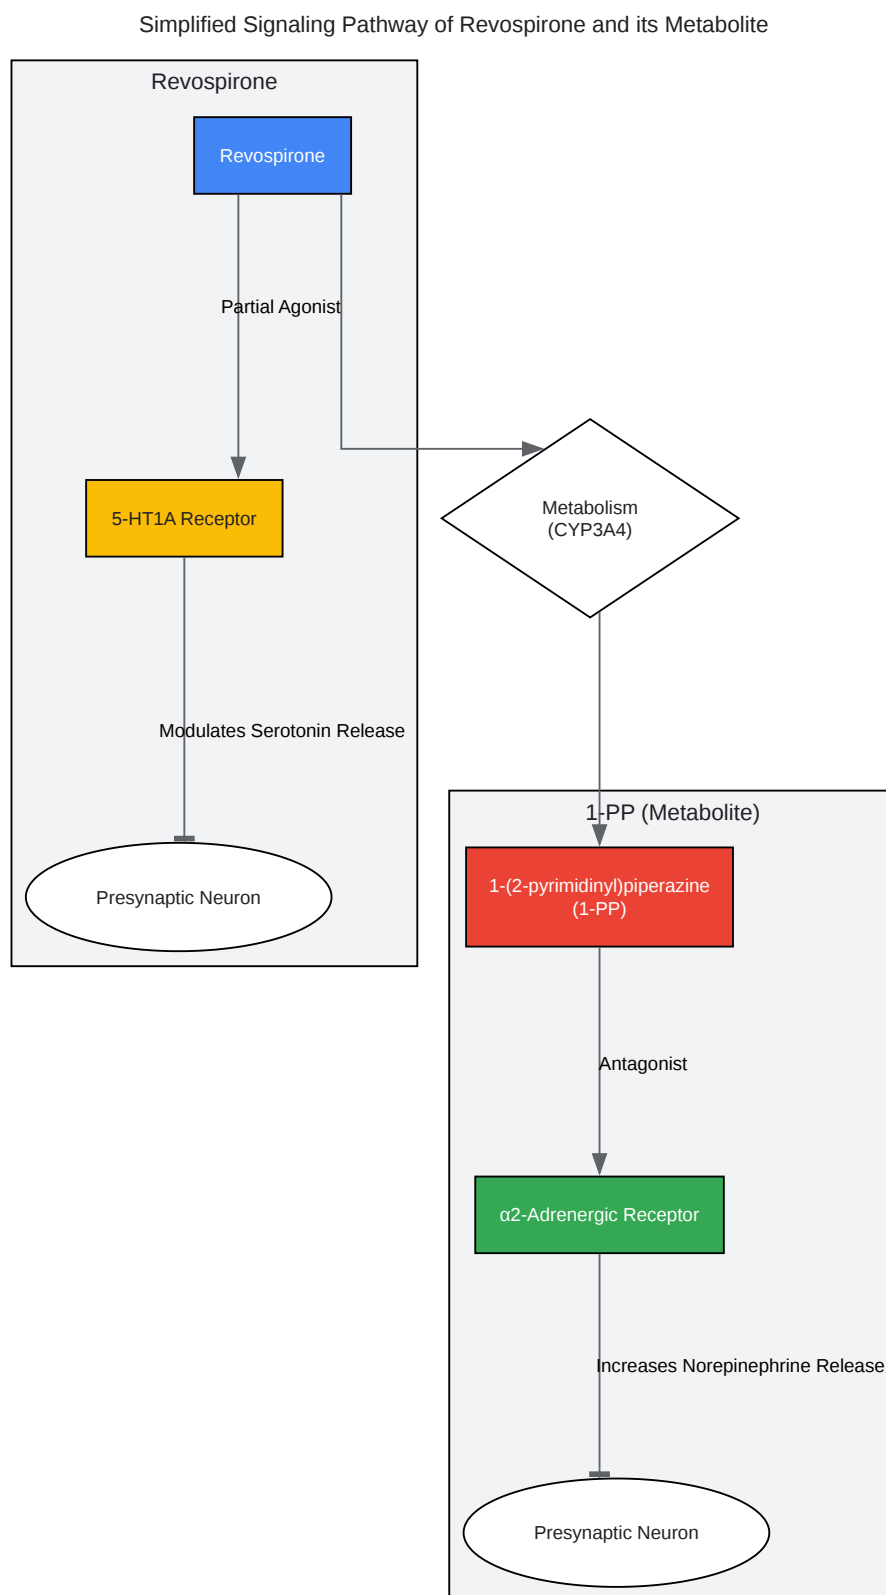 Simplified Signaling Pathway of Revospirone and its Metabolite
Revospirone
Revospirone
Partial Agonist
5-HT1A Receptor
Metabolism
(CYP3A4)
Modulates Serotonin Release
Presynaptic Neuron
1-PP (Metabolite)
1-(2-pyrimidinyl)piperazine
(1-PP)
Antagonist
α2-Adrenergic Receptor
Increases Norepinephrine Release
Presynaptic Neuron